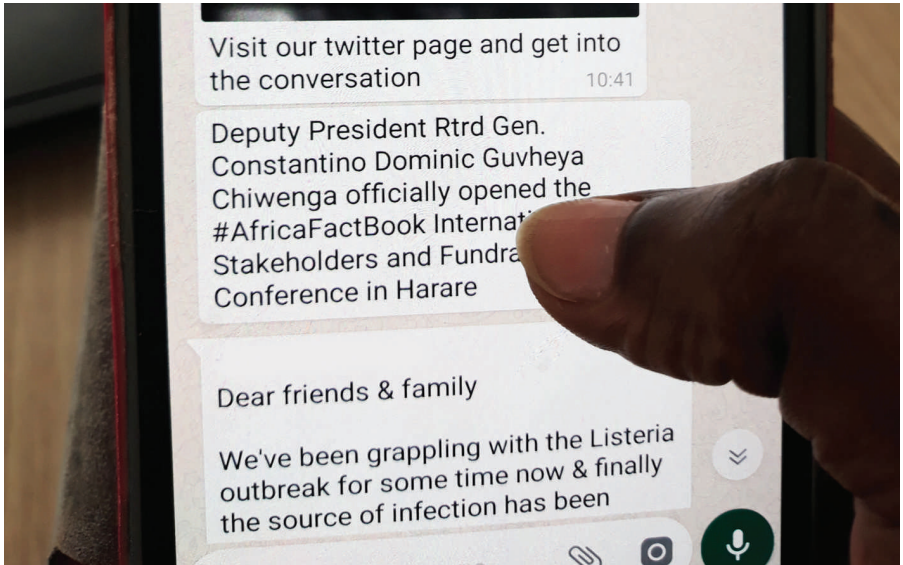 Visit our twitter page and get into
the conversation
10:41
Deputy President Rtrd Gen.
Constantino Dominic Guvheya
Chiwenga officially opened the
#AfricaFactBook
Stakeholders and
Conference in Harare
Dear friends & family
We've been grappling with the Listeria
outbreak for some time now & finally
the source of infection has been